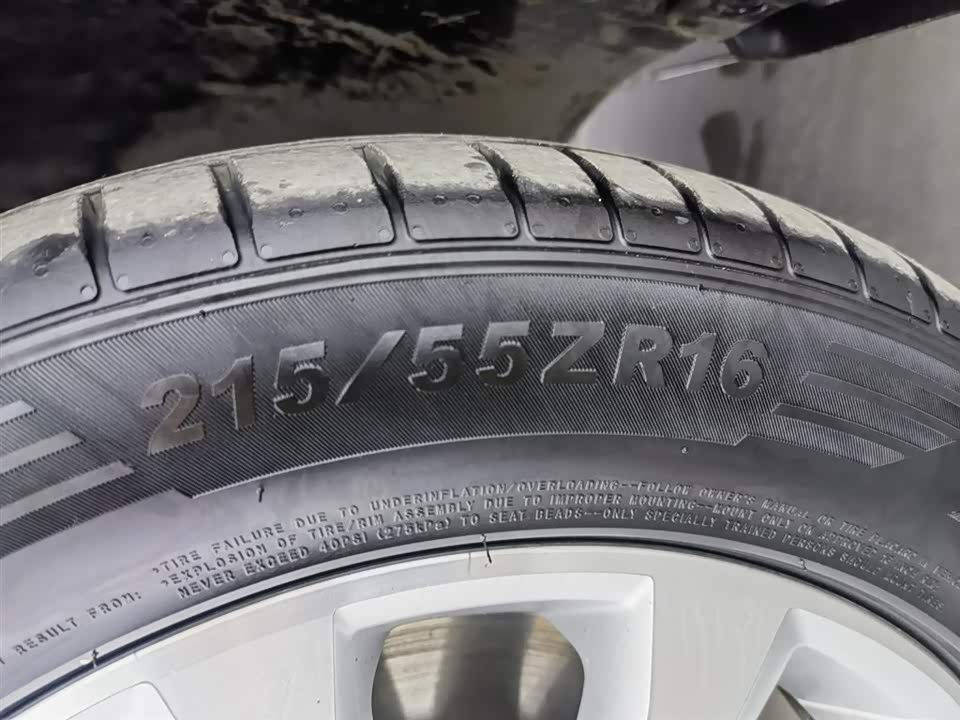 215/55ZR16
RESULT FROM:
•TIRE FAILURE DUE TO UNDERINFLATION/OVERLOADING--FOLLOW OWNER'S MANUAL OR TIRE PLACARD
•EXPLOSION OF TIRE/RIM ASSEMBLY DUE TO IMPROPER MOUNTING--MOUNT ONLY ON APPROVED
NEVER EXCEED 40PSI (275kPa) TO SEAT BEADS--ONLY SPECIALLY TRAINED PERSONS SHOULD MOUNT TIRES